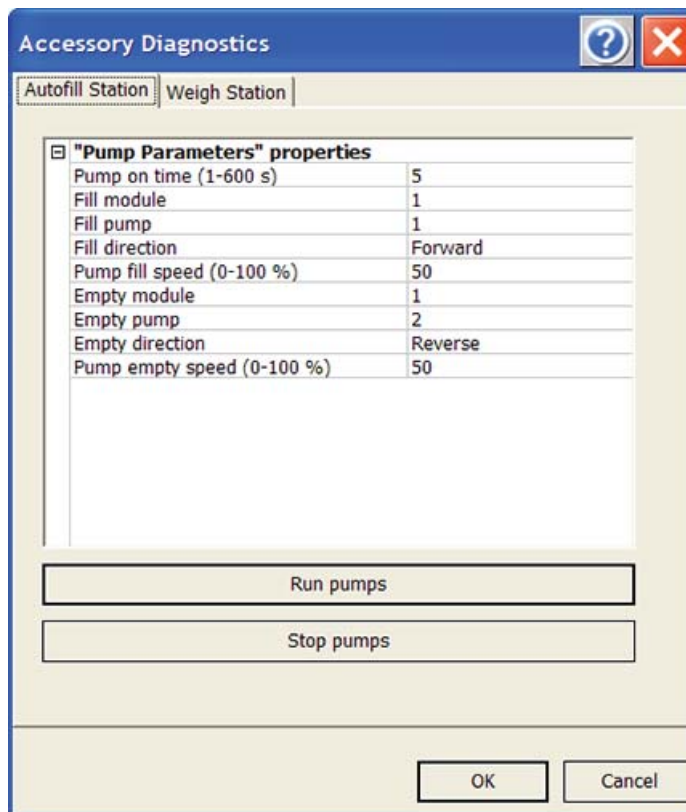 Accessory Diagnostics
Autofill Station Weigh Station
"Pump Parameters" properties
Pump on time (1-600 s) 5
Fill module 1
Fill pump 1
Fill direction Forward
Pump fill speed (0-100 %) 50
Empty module 1
Empty pump 2
Empty direction Reverse
Pump empty speed (0-100 %) 50
Run pumps
Stop pumps
OK Cancel